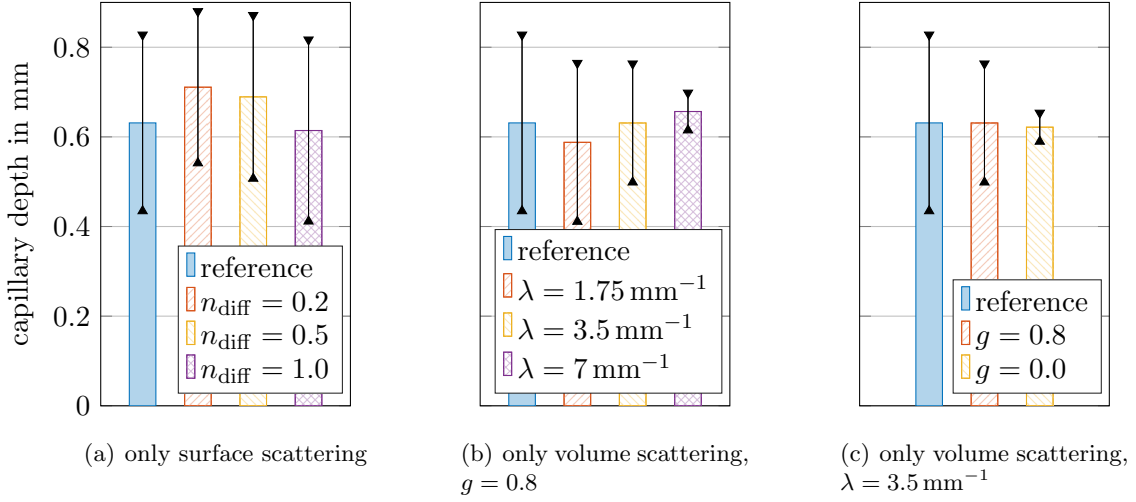 capillary depth in mm
0.8
0.6
0.4
0.2
0
reference
n_diff = 0.2
n_diff = 0.5
n_diff = 1.0
(a) only surface scattering
reference
λ = 1.75 mm⁻¹
λ = 3.5 mm⁻¹
λ = 7 mm⁻¹
(b) only volume scattering,
g = 0.8
reference
g = 0.8
g = 0.0
(c) only volume scattering,
λ = 3.5 mm⁻¹